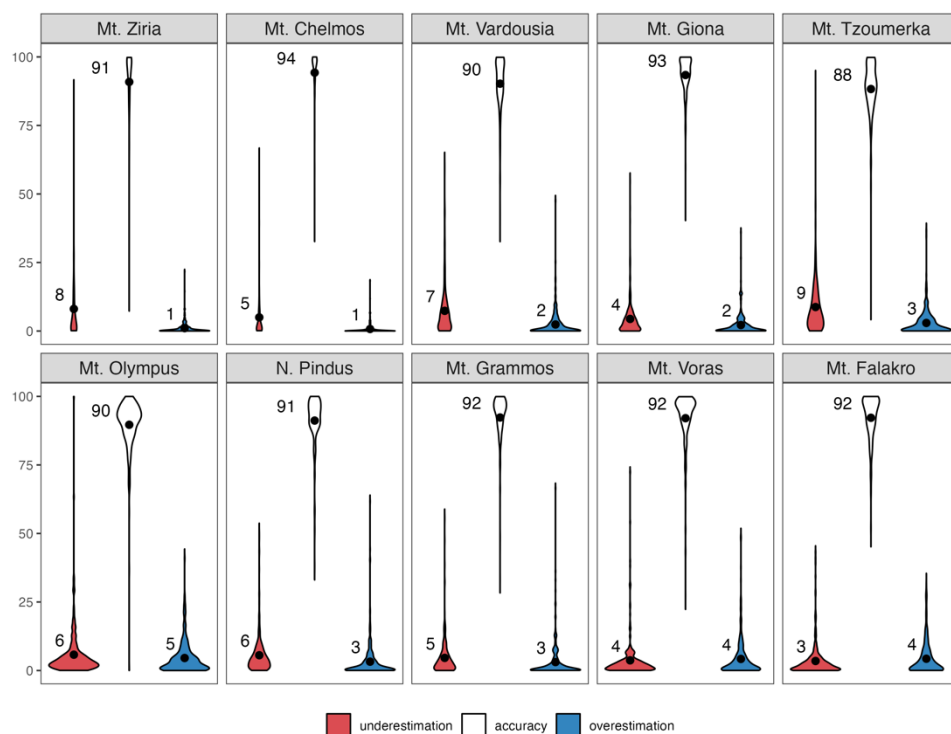 Mt. Ziria Mt. Chelmos Mt. Vardousia Mt. Giona Mt. Tzoumerka
100 91 94 90 93 88
75
50
25
8 1 5 1 7 2 4 2 9 3
0
Mt. Olympus N. Pindus Mt. Grammos Mt. Voras Mt. Falakro
100 90 91 92 92 92
75
50
25
6 5 6 3 5 3 4 4 3 4
0
underestimation accuracy overestimation